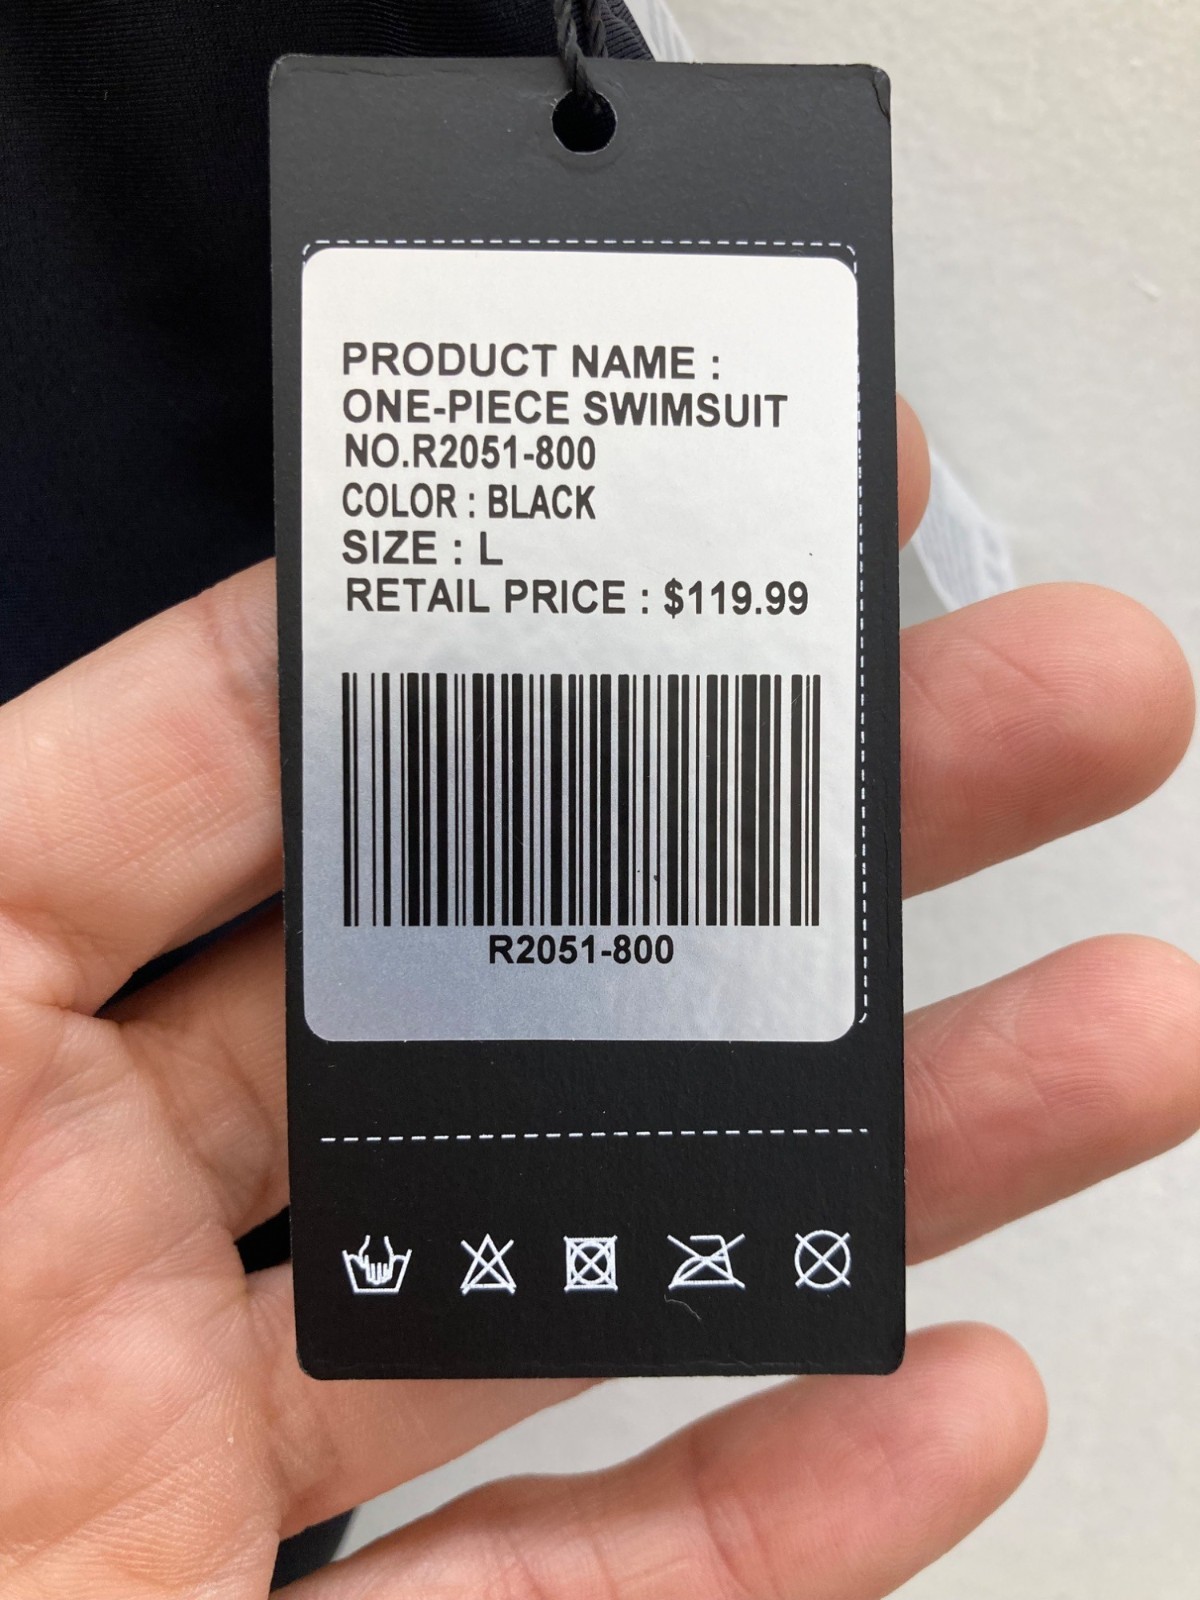 PRODUCT NAME :
ONE-PIECE SWIMSUIT
NO.R2051-800
COLOR : BLACK
SIZE : L
RETAIL PRICE : $119.99
R2051-800